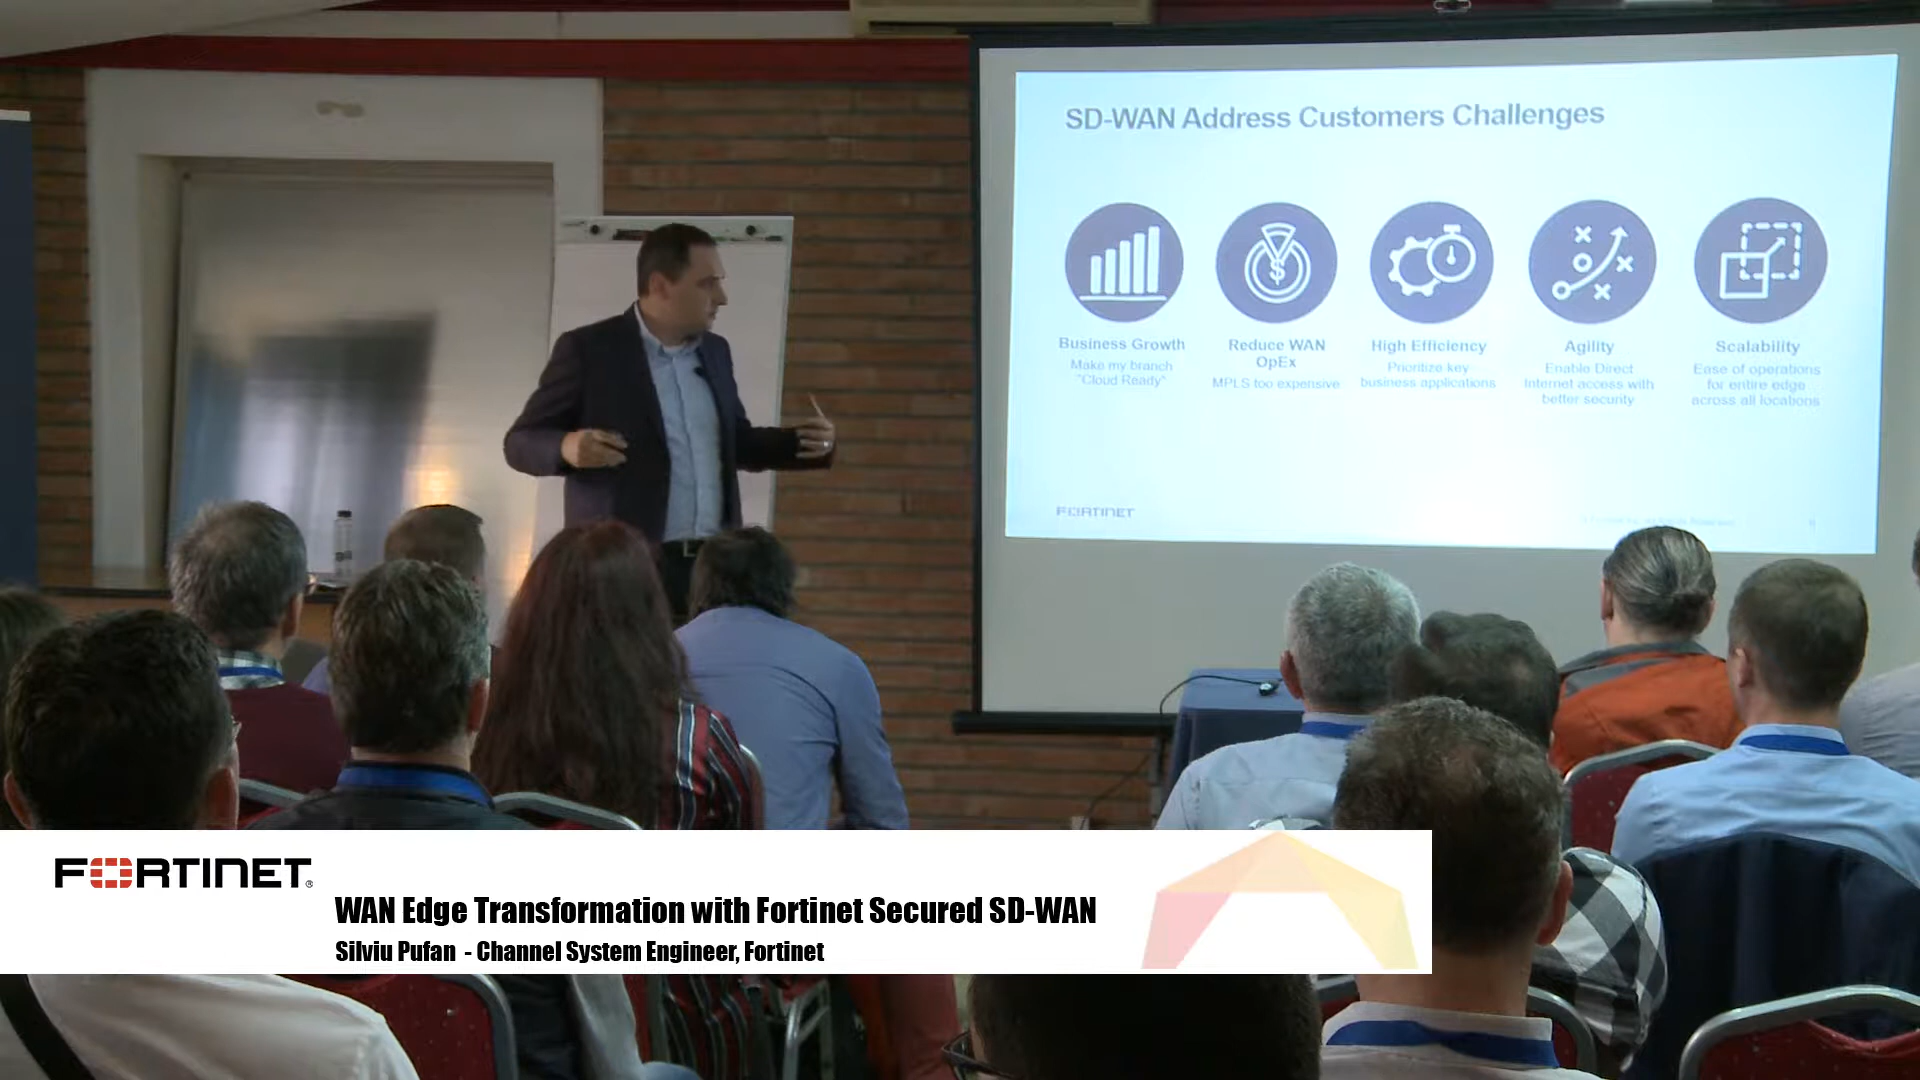 SD-WAN Address Customers Challenges
Business Growth
Make my branch
"Cloud Ready"
Reduce WAN
OpEx
MPLS too expensive
High Efficiency
Prioritize key
business applications
Agility
Enable Direct
Internet access with
better security
Scalability
Ease of operations
for entire edge
across all locations
FORTINET
FORTINET®
WAN Edge Transformation with Fortinet Secured SD-WAN
Silviu Pufan - Channel System Engineer, Fortinet